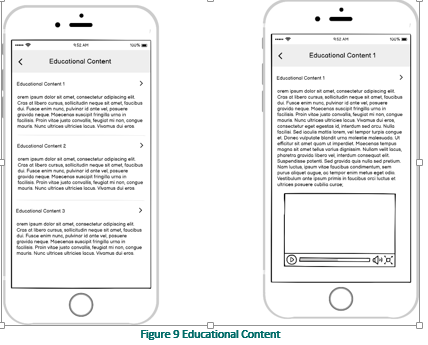 9:52 AM
100%
Educational Content
Educational Content 1
orem ipsum dolor sit amet, consectetur adipiscing elit.
Cras at libero cursus, sollicitudin neque sit amet, faucibus
dui. Fusce enim nunc, pulvinar id ante vel, posuere
gravida neque. Maecenas suscipit fringilla urna in
facilisis. Proin vitae justo convallis, feugiat mi non, congue
mauris. Nunc ultrices ultricies locus. Vivamus dui eros
Educational Content 2
orem ipsum dolor sit amet, consectetur adipiscing elit.
Cras at libero cursus, sollicitudin neque sit amet, faucibus
dui. Fusce enim nunc, pulvinar id ante vel, posuere
gravida neque. Maecenas suscipit fringilla urna in
facilisis. Proin vitae justo convallis, feugiat mi non, congue
mauris. Nunc ultrices ultricies locus. Vivamus dui eros
Educational Content 3
orem ipsum dolor sit amet, consectetur adipiscing elit.
Cras at libero cursus, sollicitudin neque sit amet, faucibus
dui. Fusce enim nunc, pulvinar id ante vel, posuere
gravida neque. Maecenas suscipit fringilla urna in
facilisis. Proin vitae justo convallis, feugiat mi non, congue
mauris. Nunc ultrices ultricies locus. Vivamus dui eros
9:52 AM
100%
Educational Content 1
Educational Content 1
orem ipsum dolor sit amet, consectetur adipiscing elit.
Cras at libero cursus, sollicitudin neque sit amet, faucibus
dui. Fusce enim nunc, pulvinar id ante vel, posuere
gravida neque. Maecenas suscipit fringilla urna in
facilisis. Proin vitae justo convallis, feugiat mi non, congue
mauris. Nunc ultrices ultricies locus. Vivamus dui eros,
consectetur eget egestas id, interdum sed arcu. Nulla
facilisi. Sed iaculis mattis lorem, vel tempor turpis congue
et. Donec vulputate blandit urna molestie malesuada. Ut
efficitur sit amet quam ut imperdiet. Maecenas tempus
magna sit amet tellus varius dignissim. Nullam velit locus,
pharetra gravida libero vel, interdum consequat elit.
Suspendisse potenti. Sed gravida quis nulla sed pretium.
Nam luctus, ipsum vitae faucibus condimentum, sem
purus aliquet augue, ac tempor enim metus eget odio.
Vestibulum ante ipsum primis in faucibus orci luctus et
ultrices posuere cubilia curae,
Figure 9 Educational Content